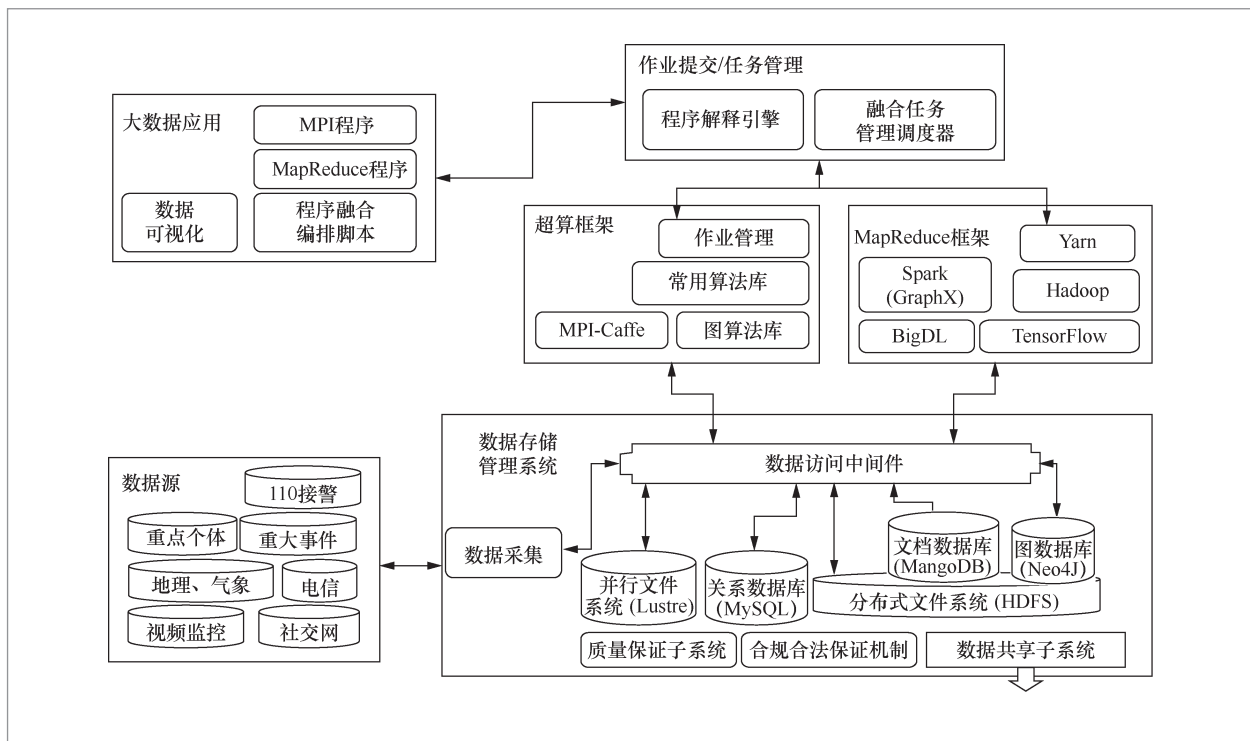 作业提交/任务管理
程序解释引擎
融合任务
管理调度器
大数据应用
MPI程序
MapReduce程序
数据
可视化
程序融合
编排脚本
超算框架
作业管理
常用算法库
MPI-Caffe
图算法库
MapReduce框架
Yarn
Spark
(GraphX)
Hadoop
BigDL
TensorFlow
数据存储
管理系统
数据访问中间件
数据源
110接警
重点个体
重大事件
地理、气象
电信
视频监控
社交网
数据采集
并行文件
系统 (Lustre)
关系数据库
(MySQL)
文档数据库
(MangoDB)
图数据库
(Neo4J)
分布式文件系统 (HDFS)
质量保证子系统
合规合法保证机制
数据共享子系统